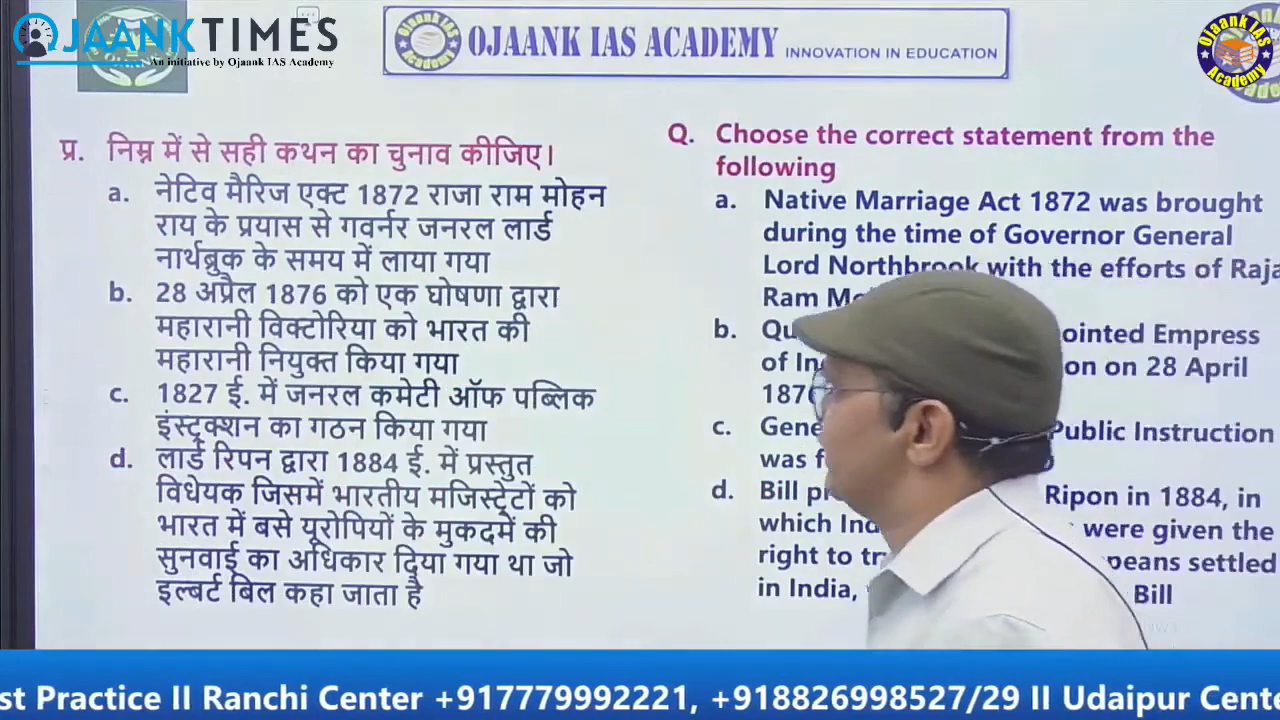 OJAANKTIMES
An initiative by Ojaank IAS Academy
OJAANK IAS ACADEMY INNOVATION IN EDUCATION
Ojaank IAS
Academy
प्र. निम्न में से सही कथन का चुनाव कीजिए।
a. नेटिव मैरिज एक्ट 1872 राजा राम मोहन
राय के प्रयास से गवर्नर जनरल लार्ड
नार्थब्रुक के समय में लाया गया
b. 28 अप्रैल 1876 को एक घोषणा द्वारा
महारानी विक्टोरिया को भारत की
महारानी नियुक्त किया गया
c. 1827 ई. में जनरल कमेटी ऑफ पब्लिक
इंस्ट्रक्शन का गठन किया गया
d. लार्ड रिपन द्वारा 1884 ई. में प्रस्तुत
विधेयक जिसमें भारतीय मजिस्ट्रेटों को
भारत में बसे यूरोपियों के मुकदमें की
सुनवाई का अधिकार दिया गया था जो
इल्बर्ट बिल कहा जाता है
Q. Choose the correct statement from the
following
a. Native Marriage Act 1872 was brought
during the time of Governor General
Lord Northbrook with the efforts of Raja
Ram
b. ointed Empress
of on 28 April
c. Public Instruction
was
d. Bill Ripon in 1884, in
which were given the
right to peans settled
in India, Bill
st Practice II Ranchi Center +917779992221, +918826998527/29 II Udaipur Cente